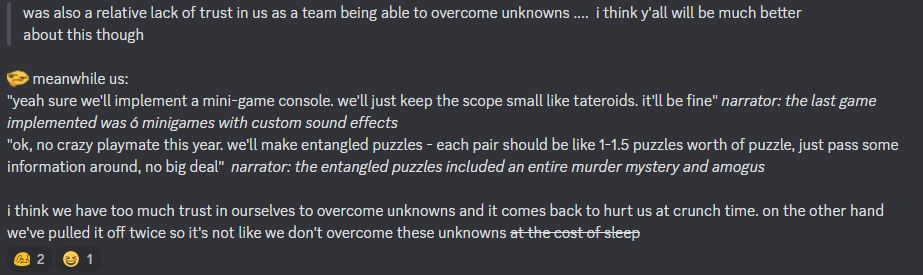 was also a relative lack of trust in us as a team being able to overcome unknowns .... i think y'all will be much better
about this though
meanwhile us:
"yeah sure we'll implement a mini-game console. we'll just keep the scope small like tateroids. it'll be fine" narrator: the last game
implemented was 6 minigames with custom sound effects
"ok, no crazy playmate this year. we'll make entangled puzzles - each pair should be like 1-1.5 puzzles worth of puzzle, just pass some
information around, no big deal" narrator: the entangled puzzles included an entire murder mystery and amogus
i think we have too much trust in ourselves to overcome unknowns and it comes back to hurt us at crunch time. on the other hand
we've pulled it off twice so it's not like we don't overcome these unknowns at the cost of sleep
2 1